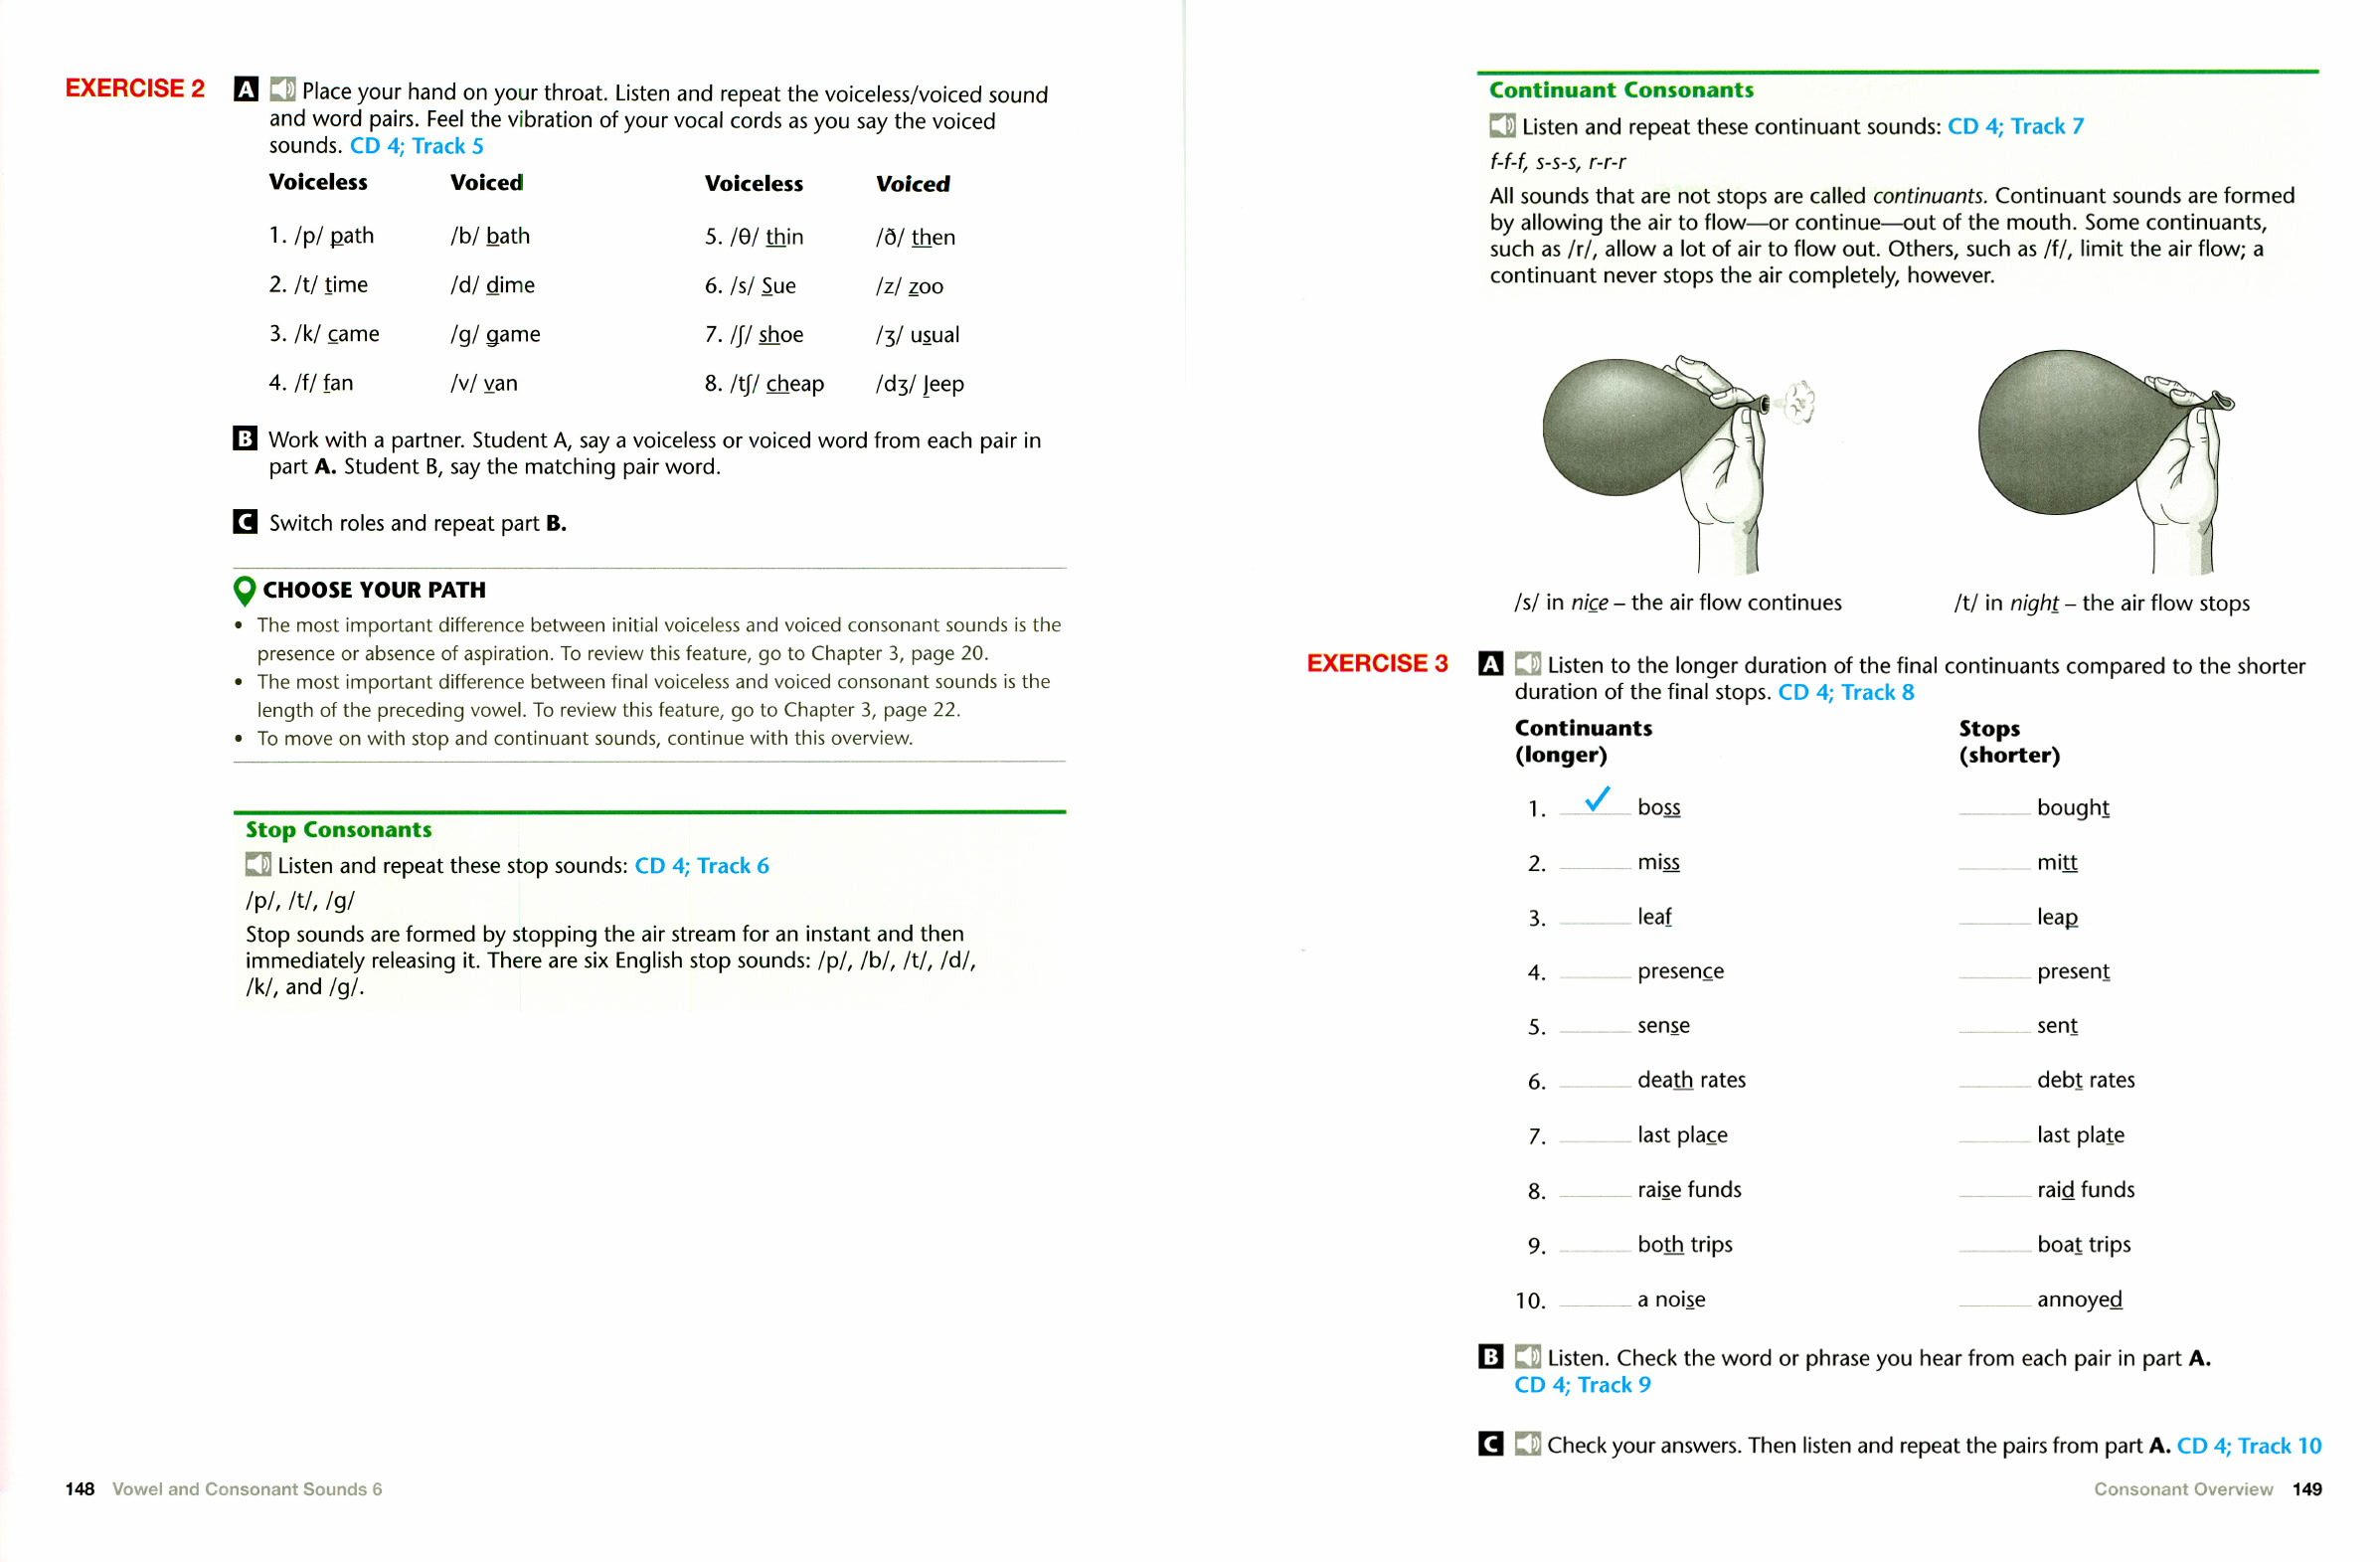 EXERCISE 2
A Place your hand on your throat. Listen and repeat the voiceless/voiced sound
and word pairs. Feel the vibration of your vocal cords as you say the voiced
sounds. CD 4; Track 5
Voiceless Voiced Voiceless Voiced
1. /p/ path /b/ bath 5. /θ/ thin /ð/ then
2. /t/ time /d/ dime 6. /s/ Sue /z/ zoo
3. /k/ came /g/ game 7. /ʃ/ shoe /ʒ/ usual
4. /f/ fan /v/ van 8. /tʃ/ cheap /dʒ/ Jeep
B Work with a partner. Student A, say a voiceless or voiced word from each pair in
part A. Student B, say the matching pair word.
C Switch roles and repeat part B.
CHOOSE YOUR PATH
• The most important difference between initial voiceless and voiced consonant sounds is the
presence or absence of aspiration. To review this feature, go to Chapter 3, page 20.
• The most important difference between final voiceless and voiced consonant sounds is the
length of the preceding vowel. To review this feature, go to Chapter 3, page 22.
• To move on with stop and continuant sounds, continue with this overview.
Stop Consonants
Listen and repeat these stop sounds: CD 4; Track 6
/p/, /t/, /g/
Stop sounds are formed by stopping the air stream for an instant and then
immediately releasing it. There are six English stop sounds: /p/, /b/, /t/, /d/,
/k/, and /g/.
148 Vowel and Consonant Sounds 6
Continuant Consonants
Listen and repeat these continuant sounds: CD 4; Track 7
f-f-f, s-s-s, r-r-r
All sounds that are not stops are called continuants. Continuant sounds are formed
by allowing the air to flow—or continue—out of the mouth. Some continuants,
such as /r/, allow a lot of air to flow out. Others, such as /f/, limit the air flow; a
continuant never stops the air completely, however.
/s/ in nice – the air flow continues /t/ in night – the air flow stops
EXERCISE 3
A Listen to the longer duration of the final continuants compared to the shorter
duration of the final stops. CD 4; Track 8
Continuants Stops
(longer) (shorter)
1. ✓ boss bought
2. miss mitt
3. leaf leap
4. presence present
5. sense sent
6. death rates debt rates
7. last place last plate
8. raise funds raid funds
9. both trips boat trips
10. a noise annoyed
B Listen. Check the word or phrase you hear from each pair in part A.
CD 4; Track 9
C Check your answers. Then listen and repeat the pairs from part A. CD 4; Track 10
Consonant Overview 149